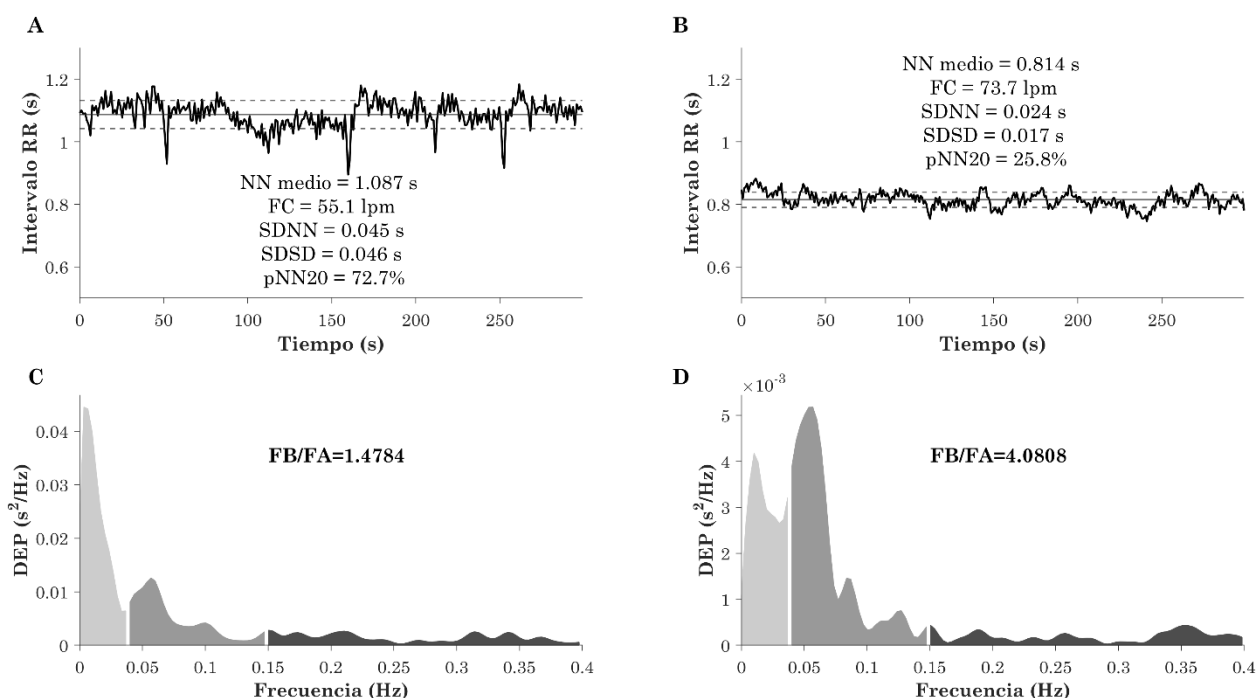 A
Intervalo RR (s)
1.2
1
0.8
0.6
NN medio = 1.087 s
FC = 55.1 lpm
SDNN = 0.045 s
SDSD = 0.046 s
pNN20 = 72.7%
0 50 100 150 200 250
Tiempo (s)
B
Intervalo RR (s)
1.2
1
0.8
0.6
NN medio = 0.814 s
FC = 73.7 lpm
SDNN = 0.024 s
SDSD = 0.017 s
pNN20 = 25.8%
0 50 100 150 200 250
Tiempo (s)
C
DEP (s²/Hz)
0.04
0.03
0.02
0.01
0
FB/FA=1.4784
0 0.05 0.1 0.15 0.2 0.25 0.3 0.35 0.4
Frecuencia (Hz)
D
×10⁻³
DEP (s²/Hz)
5
4
3
2
1
0
FB/FA=4.0808
0 0.05 0.1 0.15 0.2 0.25 0.3 0.35 0.4
Frecuencia (Hz)